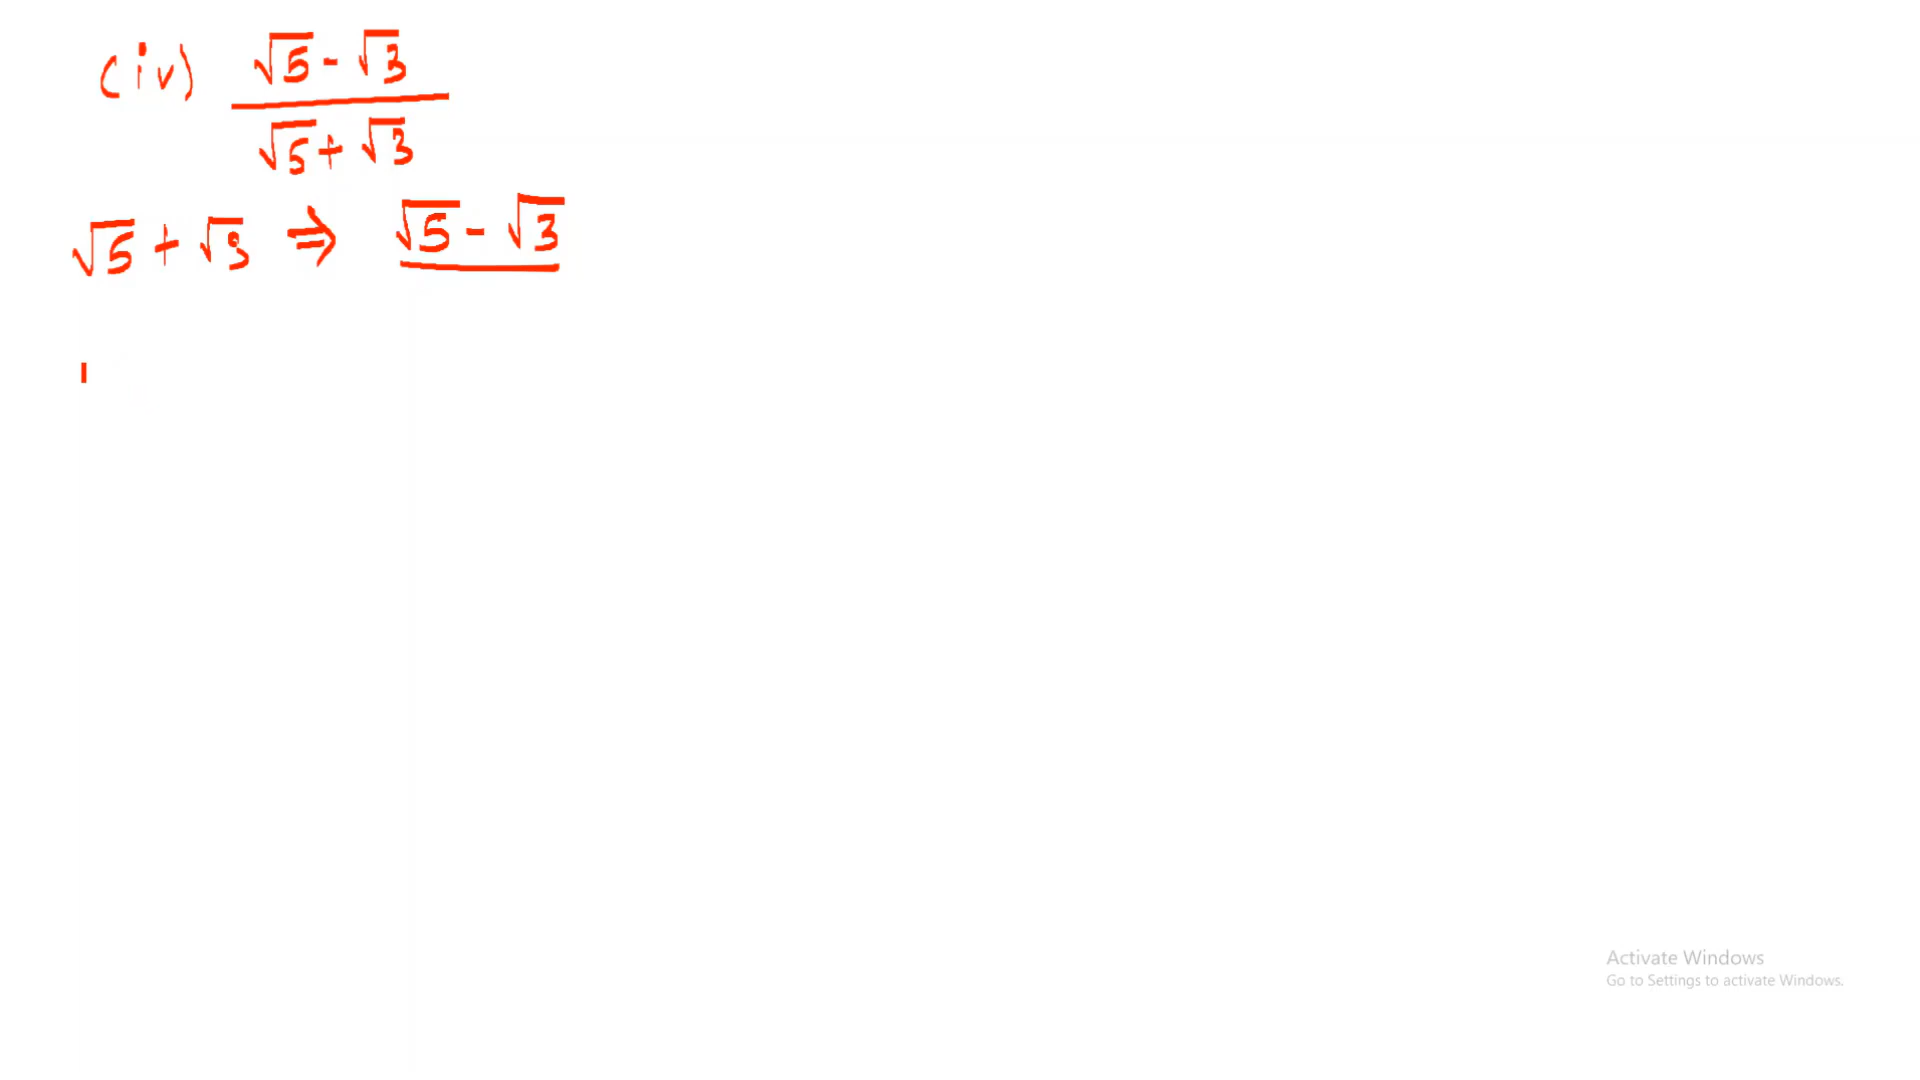 (iv) √5 - √3
√5 + √3
√5 + √3 ⇒ √5 - √3
Activate Windows
Go to Settings to activate Windows.